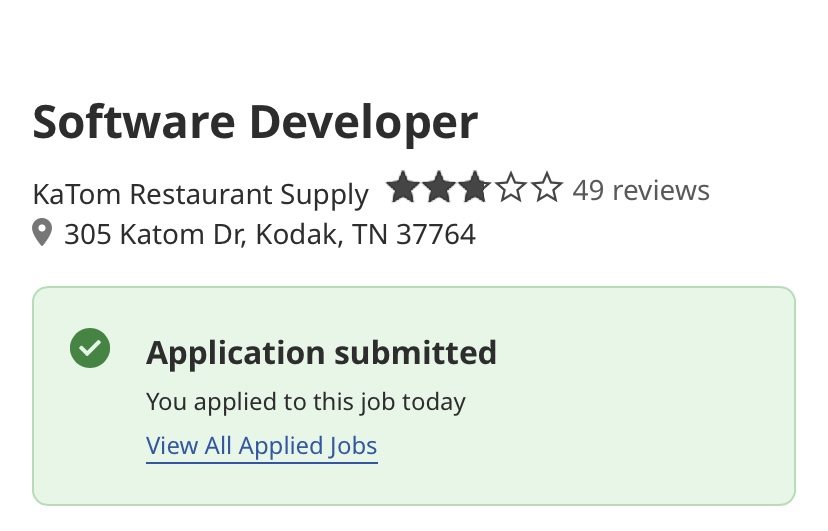 Software Developer
KaTom Restaurant Supply 49 reviews
305 Katom Dr, Kodak, TN 37764
Application submitted
You applied to this job today
View All Applied Jobs